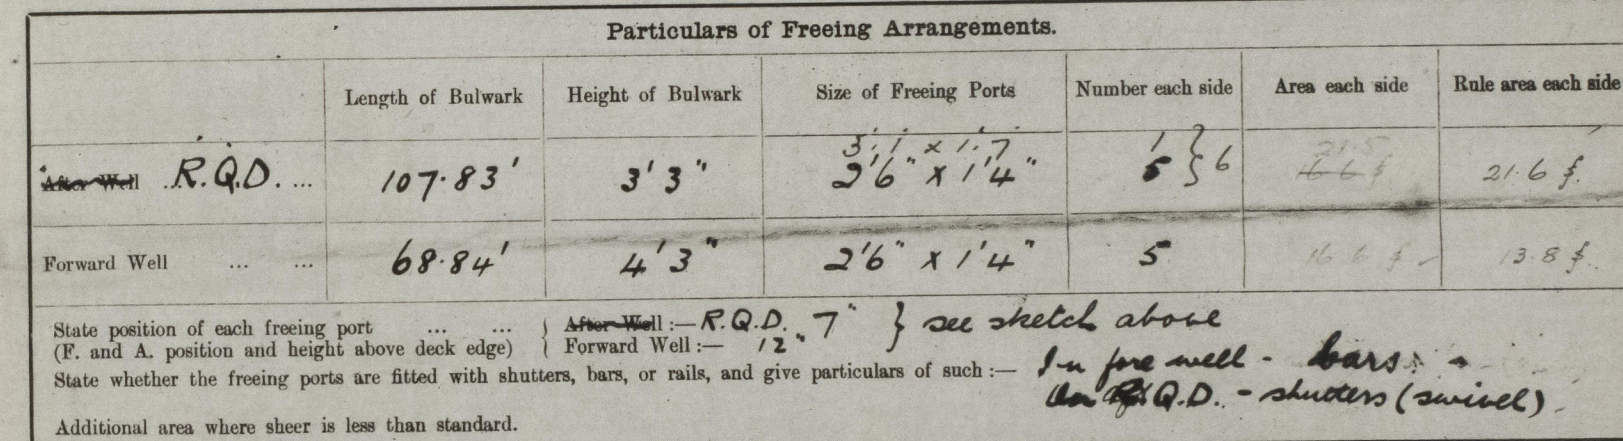 Particulars of Freeing Arrangements.
Length of Bulwark Height of Bulwark Size of Freeing Ports Number each side Area each side Rule area each side
3'.1" x 1'.7" 1 21.5
After Well R.Q.D. ... 107.83' 3'3" 2'6" x 1'4" 5 } 6 16 6 21.6
Forward Well ... ... 68.84' 4'3" 2'6" x 1'4" 5 16 6 13.8
State position of each freeing port ... ... { After Well :— R.Q.D. 7" } see sketch above
(F. and A. position and height above deck edge) Forward Well :— 12"
State whether the freeing ports are fitted with shutters, bars, or rails, and give particulars of such :— In fore well - bars
Q.D. - shutters (swivel).
Additional area where sheer is less than standard.